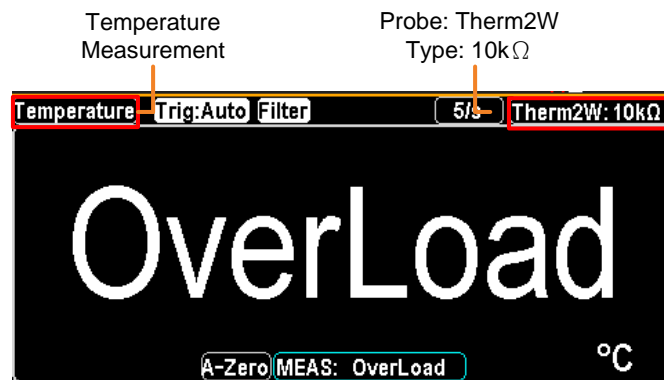 Temperature
Measurement
Probe: Therm2W
Type: 10kΩ
Temperature Trig:Auto Filter 5/s Therm2W:10kΩ
OverLoad
°C
A-Zero MEAS: OverLoad